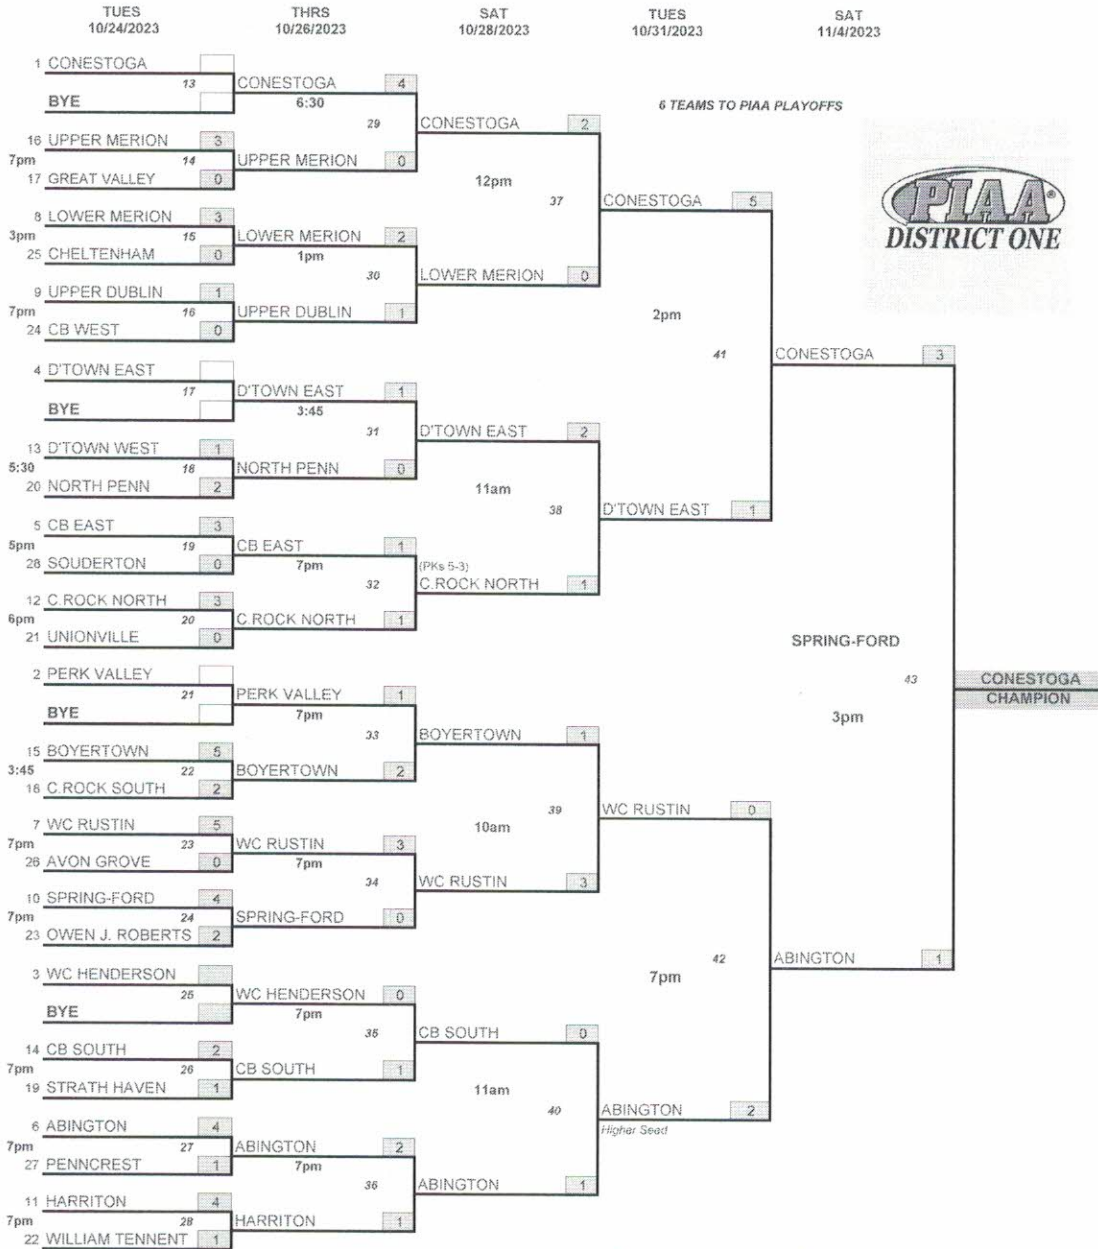 TUES THRS SAT TUES SAT
10/24/2023 10/26/2023 10/28/2023 10/31/2023 11/4/2023
6 TEAMS TO PIAA PLAYOFFS
PIAA®
DISTRICT ONE
1 CONESTOGA
13
BYE
16 UPPER MERION 3
7pm 14
17 GREAT VALLEY 0
8 LOWER MERION 3
3pm 15
25 CHELTENHAM 0
9 UPPER DUBLIN 1
7pm 16
24 CB WEST 0
4 D'TOWN EAST
17
BYE
13 D'TOWN WEST 1
5:30 18
20 NORTH PENN 2
5 CB EAST 3
5pm 19
28 SOUDERTON 0
12 C.ROCK NORTH 3
6pm 20
21 UNIONVILLE 0
2 PERK VALLEY
21
BYE
15 BOYERTOWN 5
3:45 22
18 C.ROCK SOUTH 2
7 WC RUSTIN 5
7pm 23
26 AVON GROVE 0
10 SPRING-FORD 4
7pm 24
23 OWEN J. ROBERTS 2
3 WC HENDERSON
25
BYE
14 CB SOUTH 2
7pm 26
19 STRATH HAVEN 1
6 ABINGTON 4
7pm 27
27 PENNCREST 1
11 HARRITON 4
7pm 28
22 WILLIAM TENNENT 1
CONESTOGA 4
6:30
29
UPPER MERION 0
LOWER MERION 2
1pm
30
UPPER DUBLIN 1
D'TOWN EAST 1
3:45
31
NORTH PENN 0
CB EAST 1
7pm
32
C.ROCK NORTH 1
PERK VALLEY 1
7pm
33
BOYERTOWN 2
WC RUSTIN 3
7pm
34
SPRING-FORD 0
WC HENDERSON 0
7pm
35
CB SOUTH 1
ABINGTON 2
7pm
36
HARRITON 1
CONESTOGA 2
12pm
37
LOWER MERION 0
D'TOWN EAST 2
11am
38
(PKs 5-3)
C.ROCK NORTH 1
BOYERTOWN 1
39
10am
WC RUSTIN 3
CB SOUTH 0
11am
40
ABINGTON 1
CONESTOGA 5
2pm
41
D'TOWN EAST 1
WC RUSTIN 0
42
7pm
ABINGTON 2
Higher Seed
CONESTOGA 3
SPRING-FORD
43
3pm
ABINGTON 1
CONESTOGA
CHAMPION